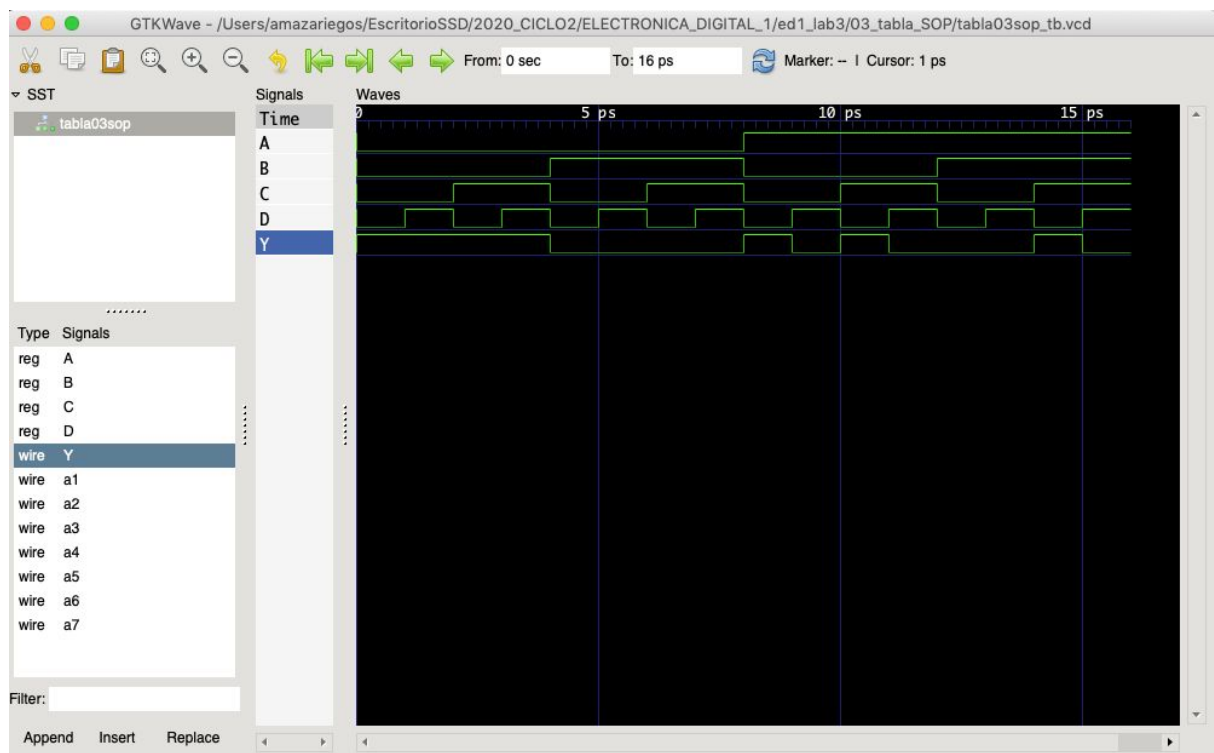 GTKWave - /Users/amazariegos/EscritorioSSD/2020_CICLO2/ELECTRONICA_DIGITAL_1/ed1_lab3/03_tabla_SOP/tabla03sop_tb.vcd
From: 0 sec To: 16 ps Marker: -- | Cursor: 1 ps
SST
tabla03sop
Type Signals
reg A
reg B
reg C
reg D
wire Y
wire a1
wire a2
wire a3
wire a4
wire a5
wire a6
wire a7
Filter:
Append Insert Replace
Signals
Time
A
B
C
D
Y
Waves
0 5 ps 10 ps 15 ps